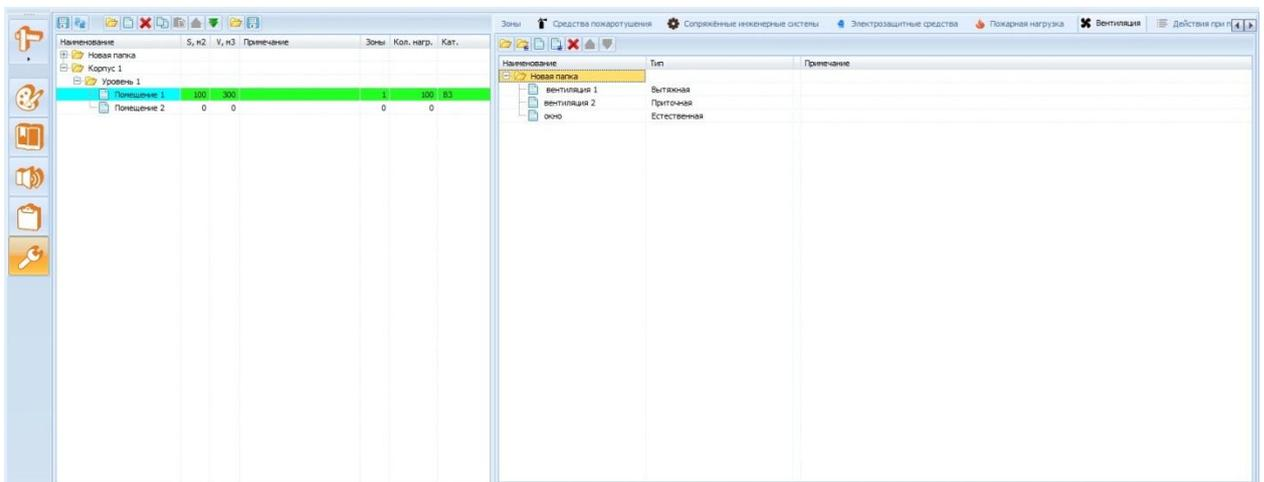 Зоны Средства пожаротушения Сопряжённые инженерные системы Электрозащитные средства Пожарная нагрузка Вентиляция Действия при п
Наименование S, м2 V, м3 Примечание Зоны Кол. нагр. Кат.
Новая папка
Корпус 1
Уровень 1
Помещение 1 100 300 1 100 В3
Помещение 2 0 0 0 0
Наименование Тип Примечание
Новая папка
вентиляция 1 Вытяжная
вентиляция 2 Приточная
окно Естественная